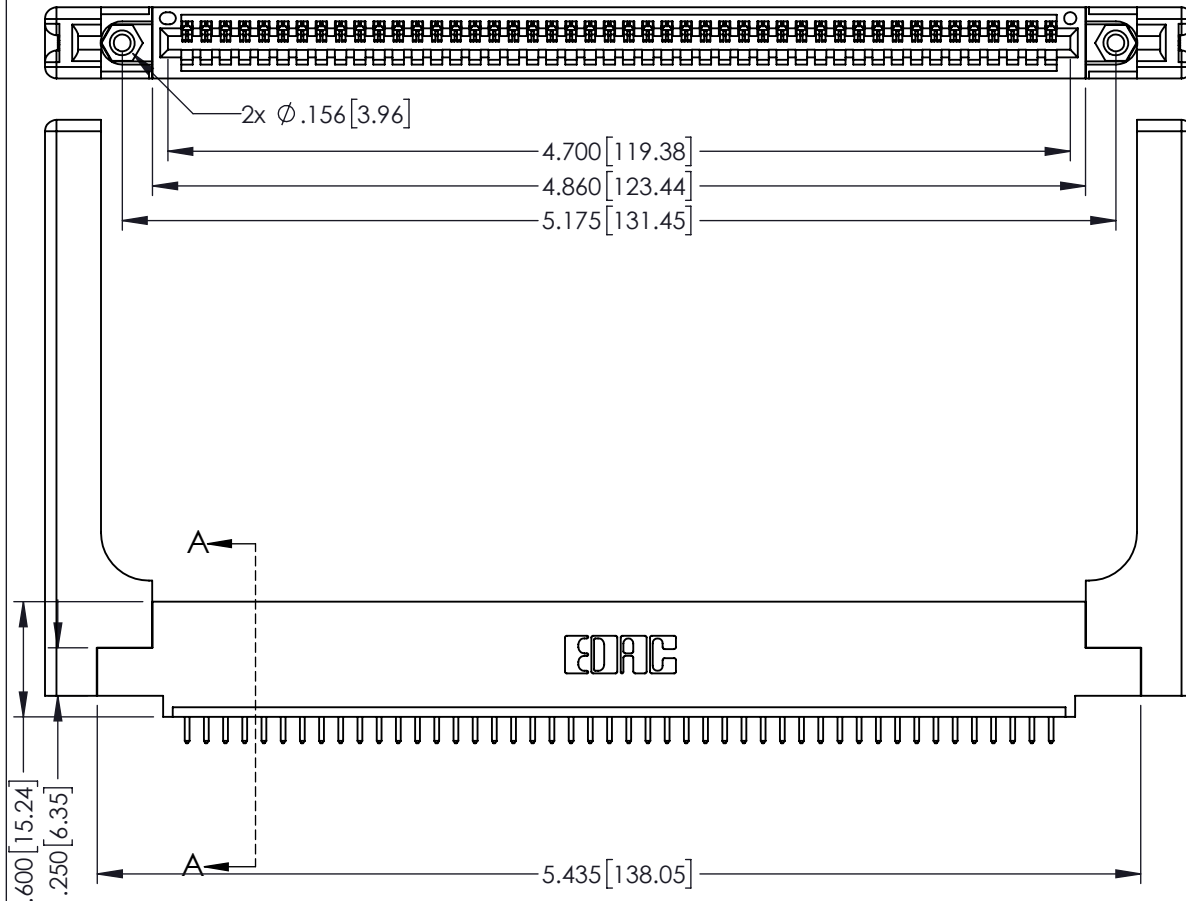 2x Ø.156[3.96]
4.700[119.38]
4.860[123.44]
5.175[131.45]
A
EDAC
A
.600[15.24]
.250[6.35]
5.435[138.05]